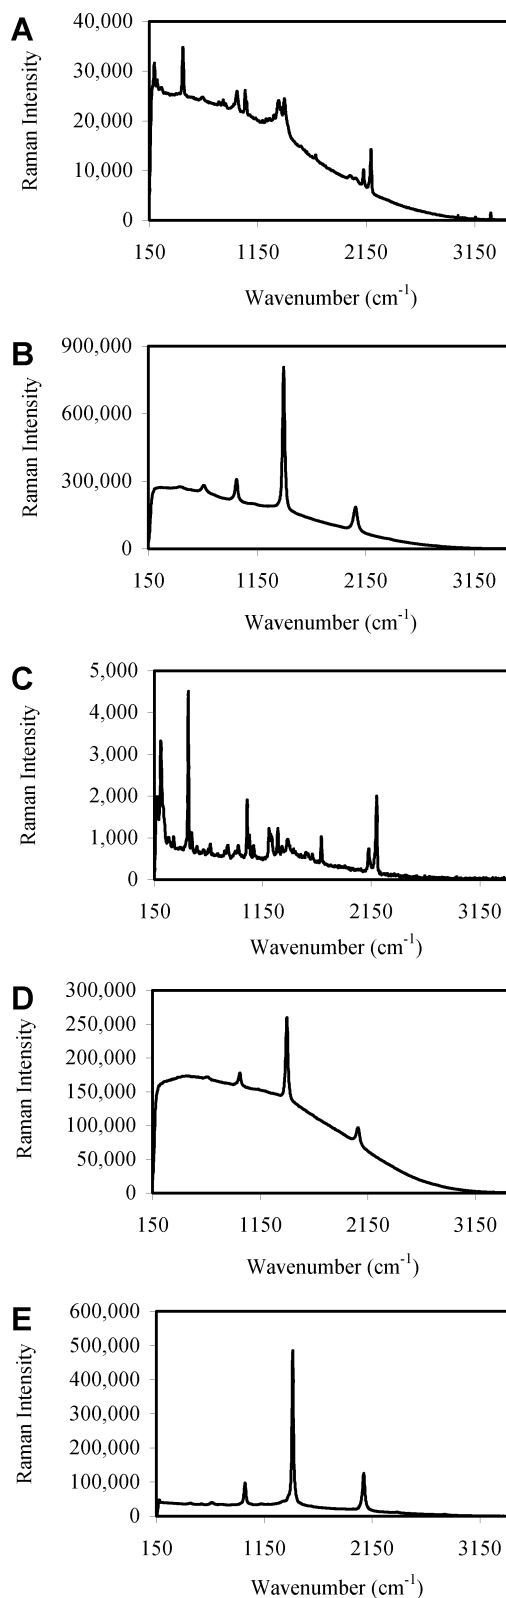 A
40,000
30,000
20,000
10,000
0
Raman Intensity
150 1150 2150 3150
Wavenumber (cm-1)
B
900,000
600,000
300,000
0
Raman Intensity
150 1150 2150 3150
Wavenumber (cm-1)
C
5,000
4,000
3,000
2,000
1,000
0
Raman Intensity
150 1150 2150 3150
Wavenumber (cm-1)
D
300,000
250,000
200,000
150,000
100,000
50,000
0
Raman Intensity
150 1150 2150 3150
Wavenumber (cm-1)
E
600,000
500,000
400,000
300,000
200,000
100,000
0
Raman Intensity
150 1150 2150 3150
Wavenumber (cm-1)